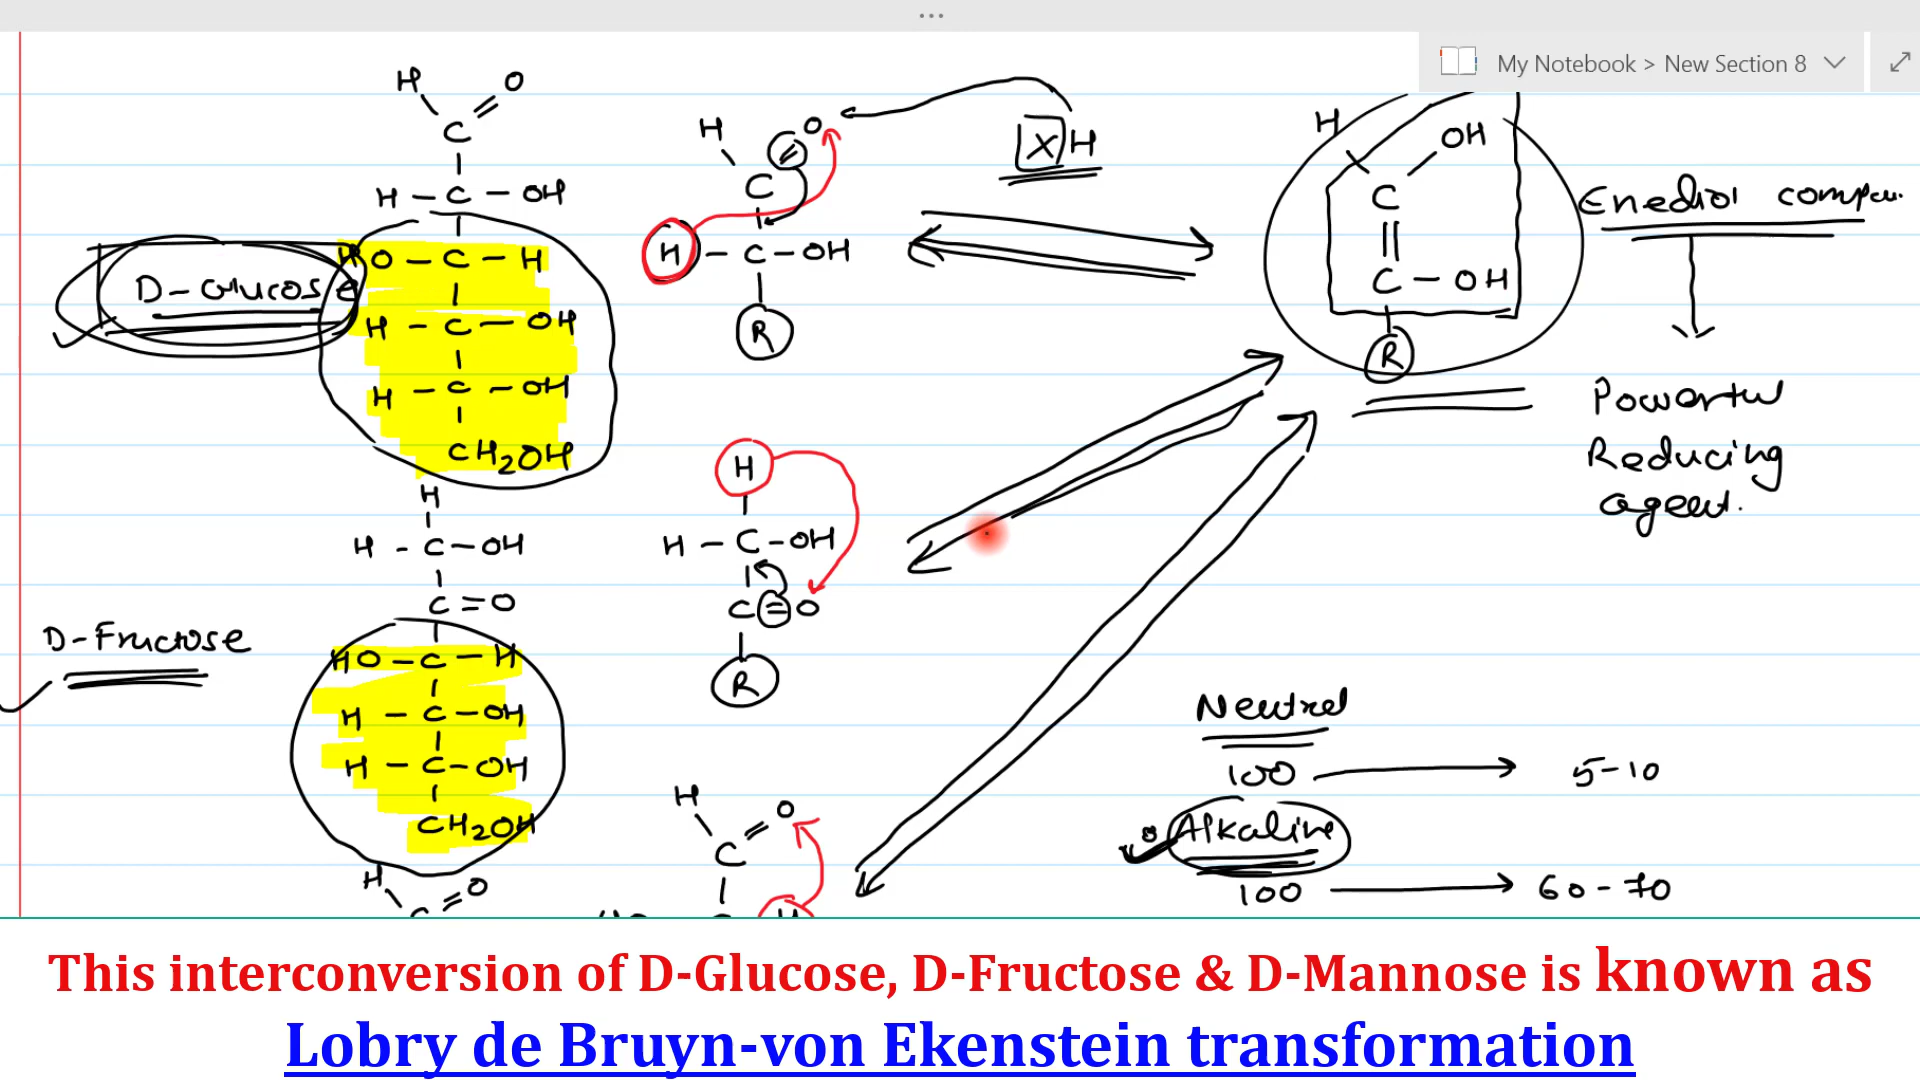 My Notebook > New Section 8
H O
C
H - C - OH
HO - C - H
H - C - OH
H - C - OH
CH2OH
D-Glucose
H O
C
H - C - OH
R
XH
H OH
C
C - OH
R
Enediol
Powerful
Reducing
agent.
H
H - C - OH
C = O
HO - C - H
H - C - OH
H - C - OH
CH2OH
D-Fructose
H
H - C - OH
C = O
R
H O
C
H O
C
Neutral
100 → 5-10
Alkaline
100 → 60-70
This interconversion of D-Glucose, D-Fructose & D-Mannose is known as
Lobry de Bruyn-von Ekenstein transformation